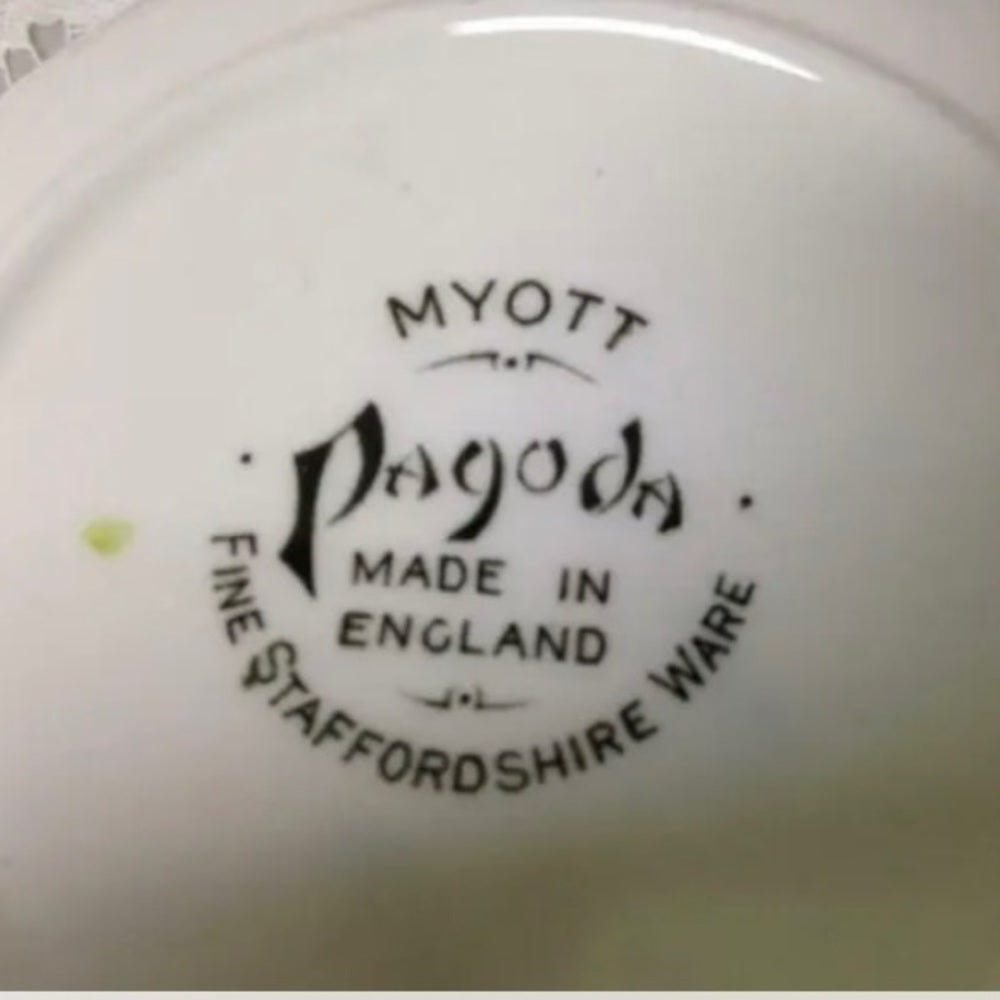 MYOTT
Pagoda
MADE IN
ENGLAND
FINE STAFFORDSHIRE WARE